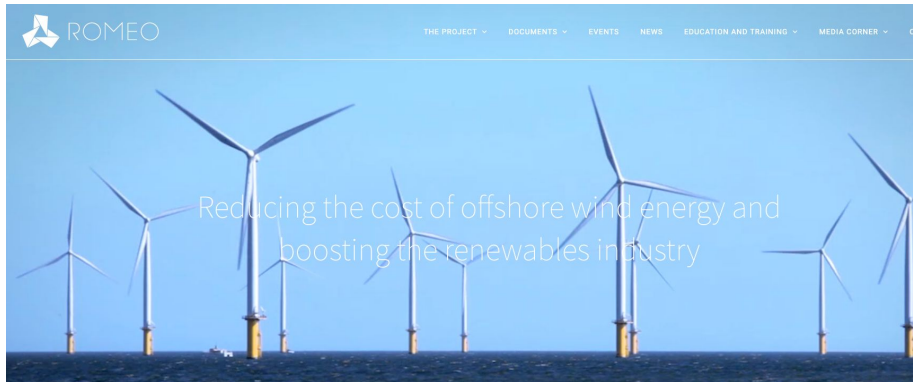 ROMEO
THE PROJECT DOCUMENTS EVENTS NEWS EDUCATION AND TRAINING MEDIA CORNER
Reducing the cost of offshore wind energy and
boosting the renewables industry